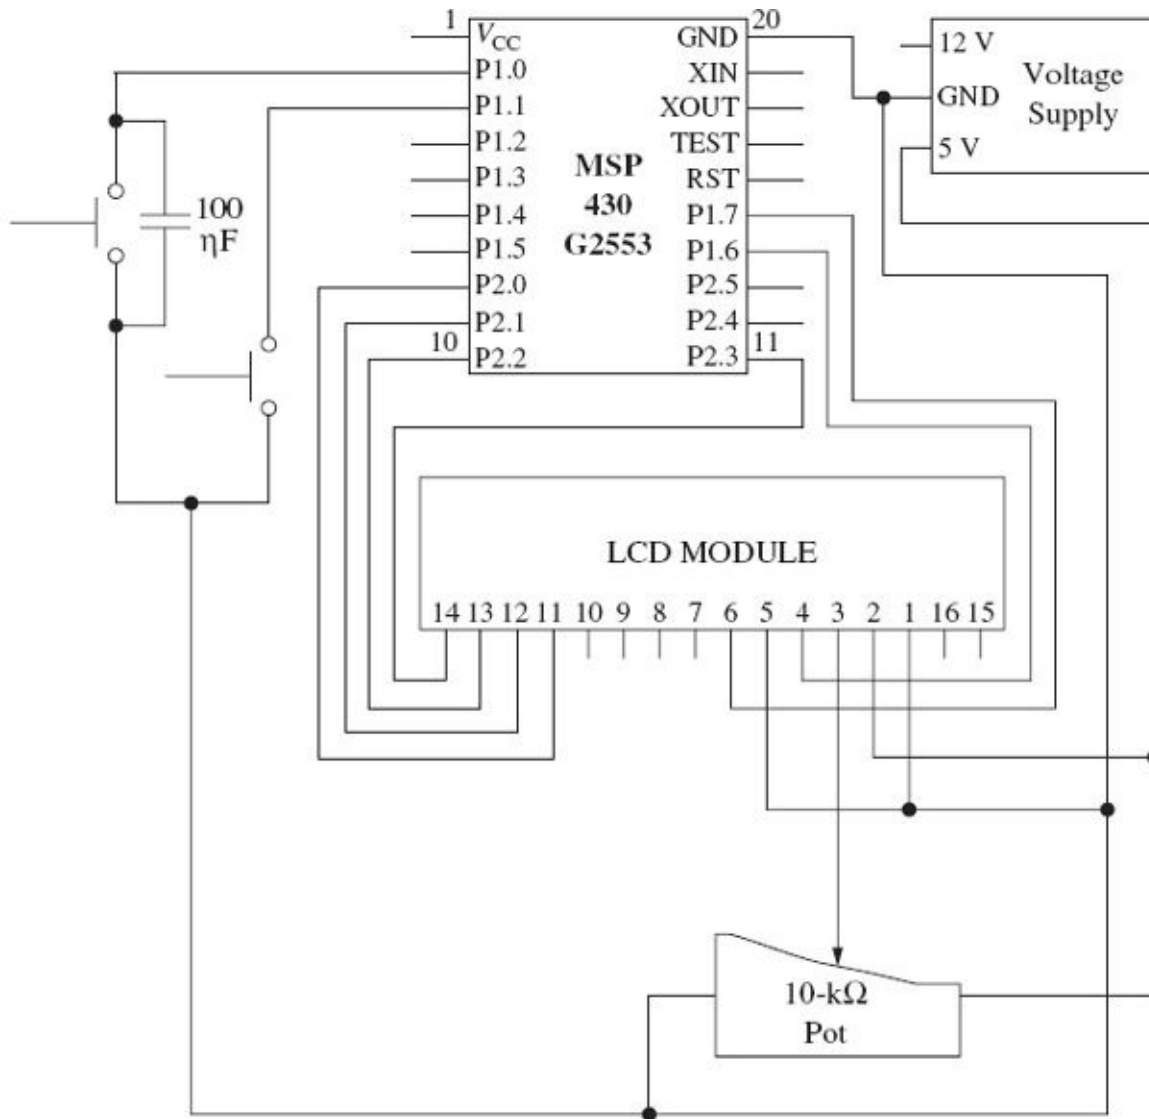 1
20
V_CC
GND
P1.0
XIN
P1.1
XOUT
P1.2
TEST
P1.3
RST
P1.4
P1.7
P1.5
P1.6
P2.0
P2.5
P2.1
P2.4
10
P2.2
P2.3
11
MSP
430
G2553
12 V
GND
5 V
Voltage
Supply
100
ηF
LCD MODULE
14 13 12 11 10 9 8 7 6 5 4 3 2 1 16 15
10-kΩ
Pot